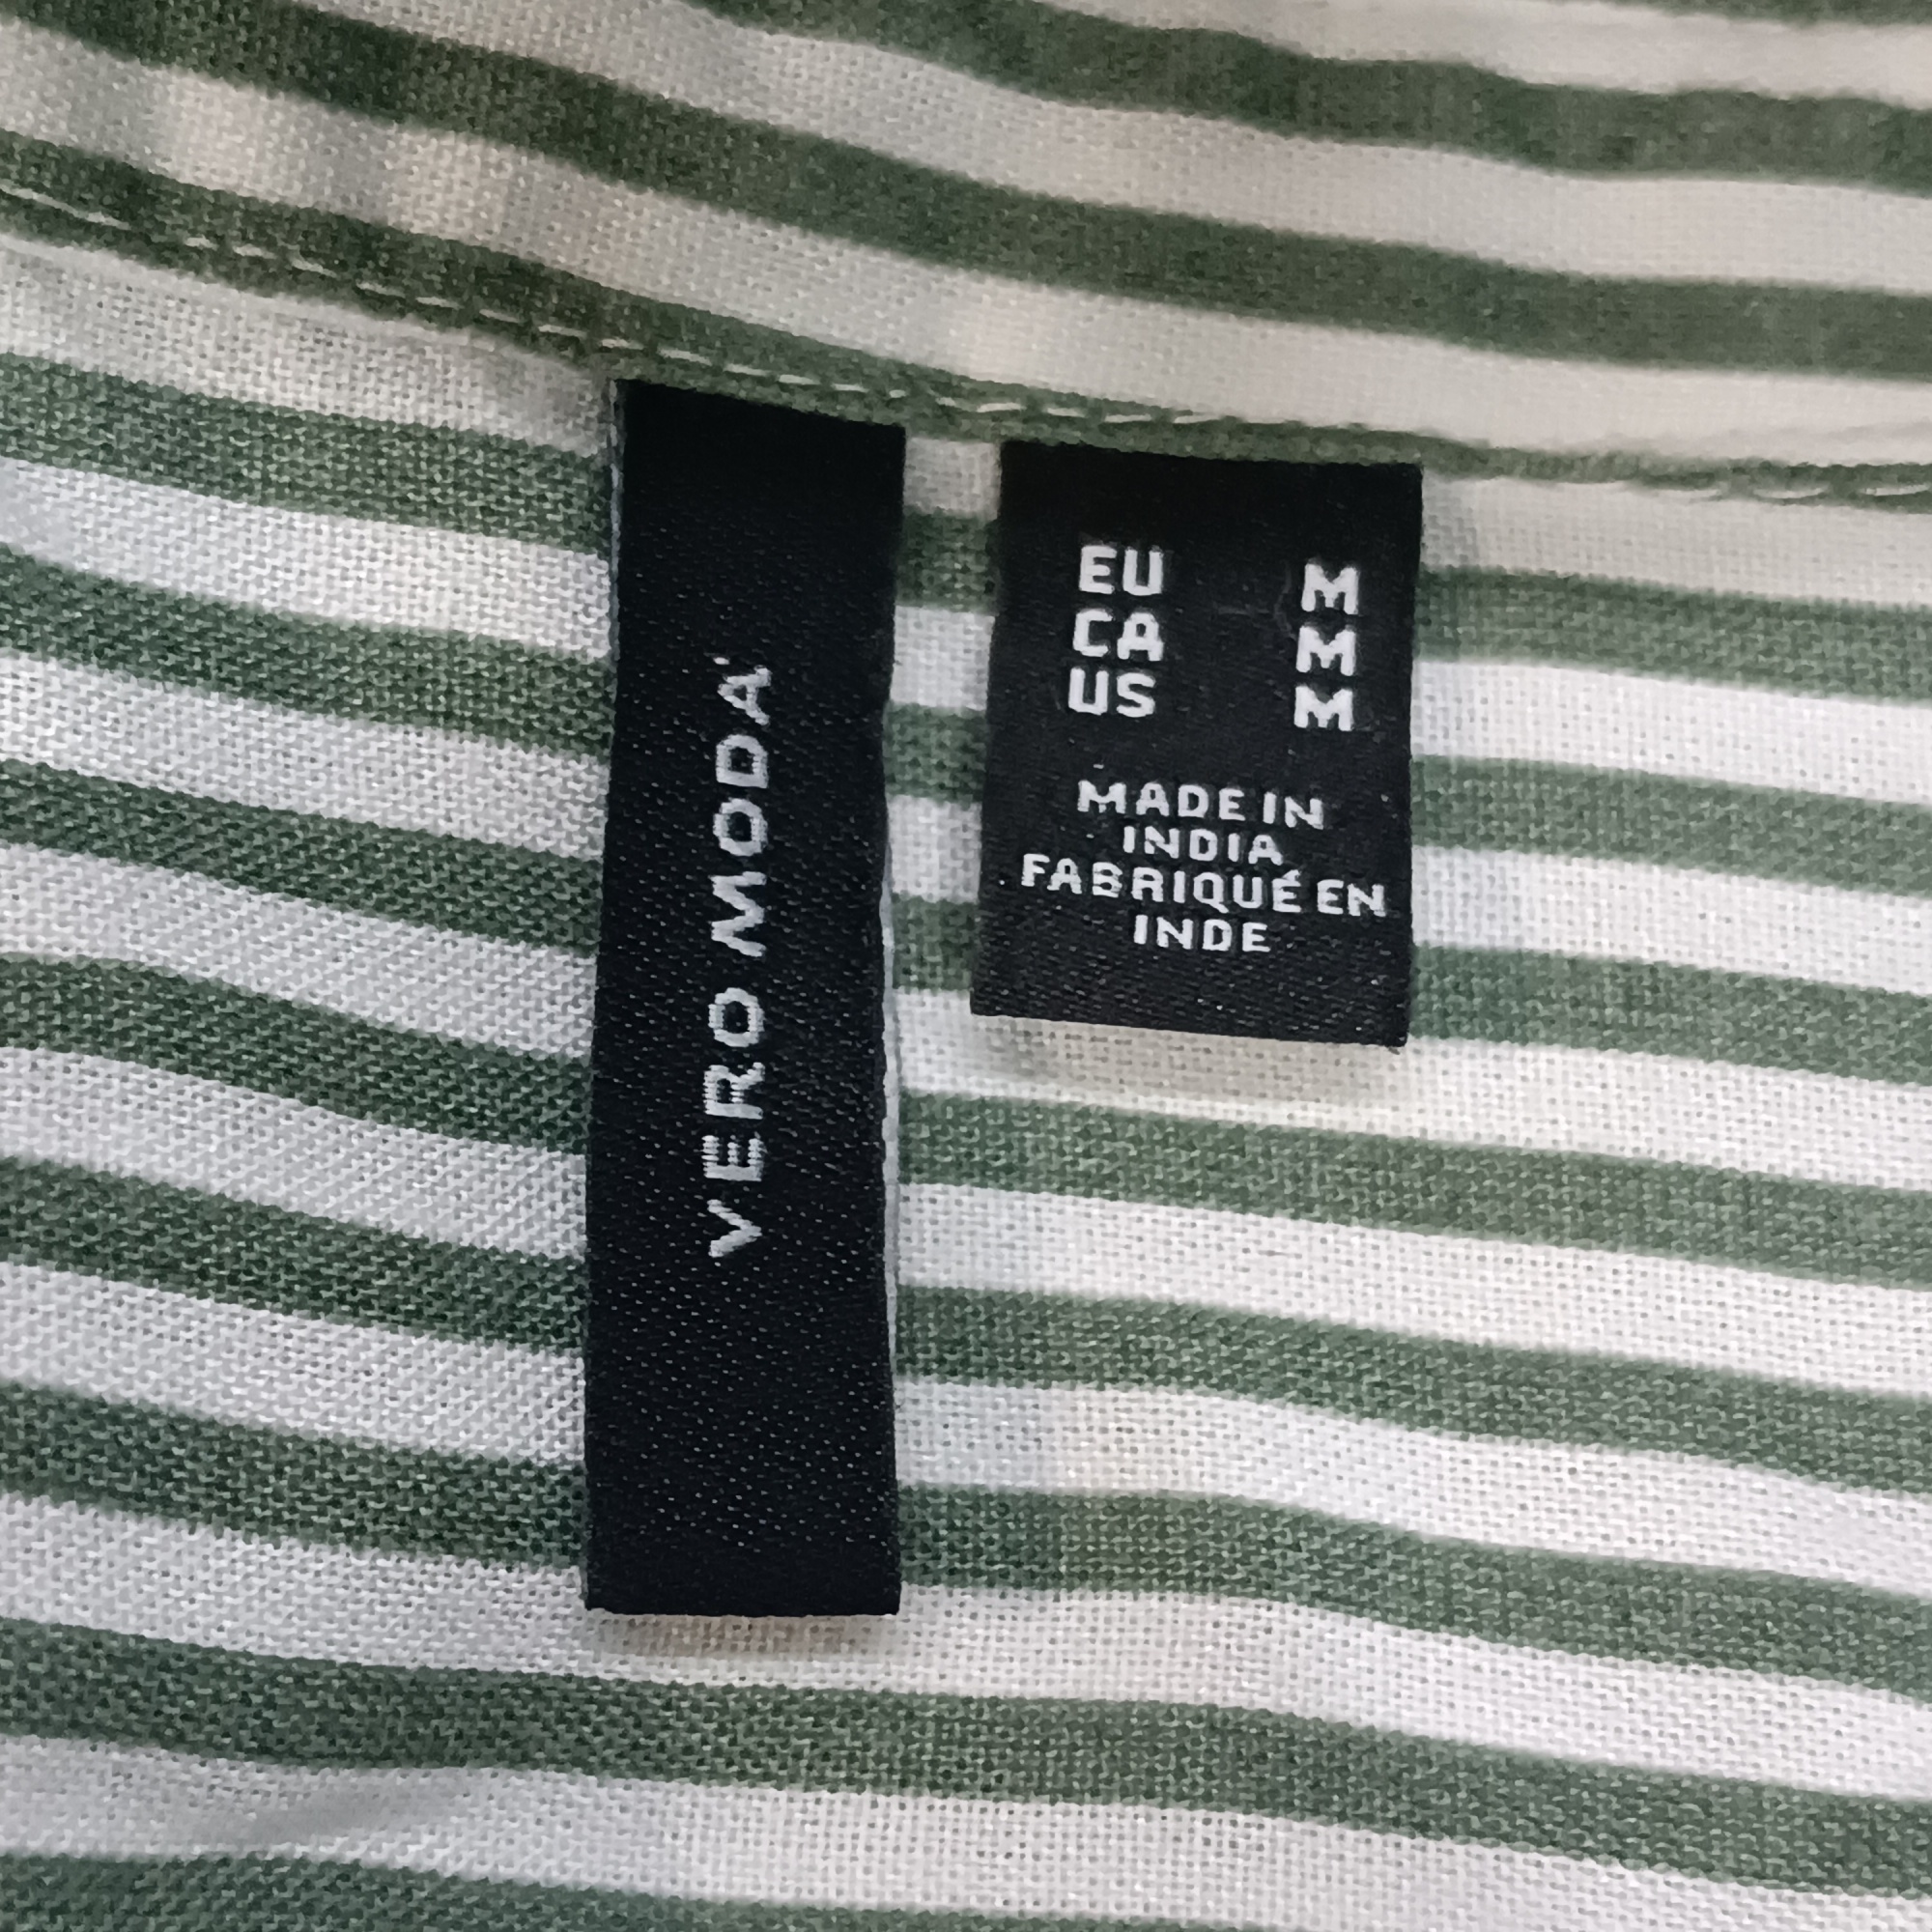 VERO MODA
EU M
CA M
US M
MADE IN
INDIA
FABRIQUÉ EN
INDE